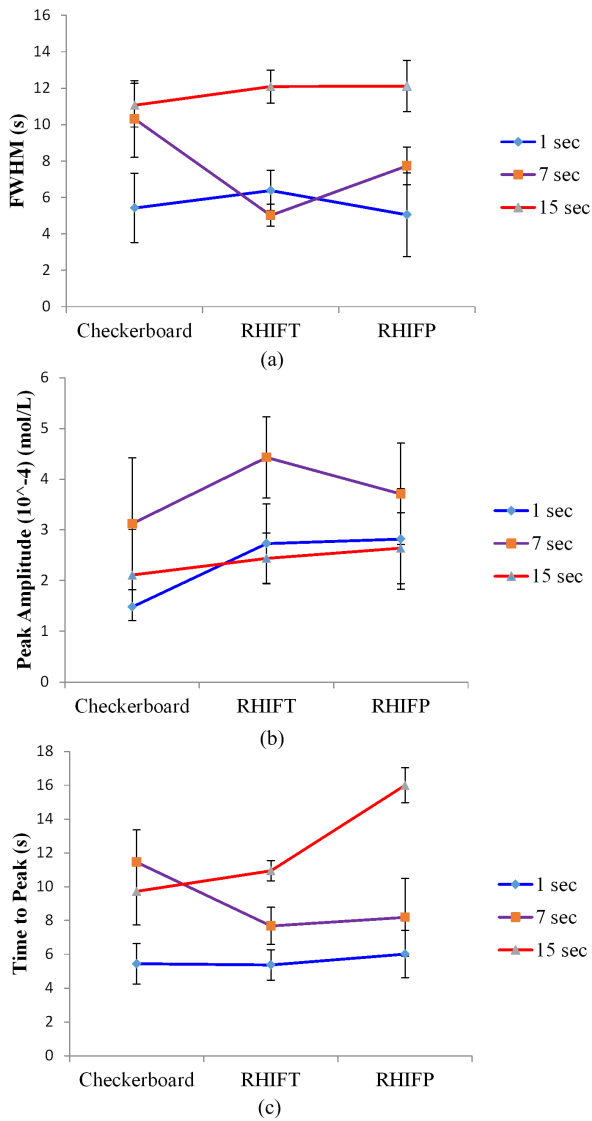 16
14
12
10
8
6
4
2
0
FWHM (s)
Checkerboard RHIFT RHIFP
1 sec
7 sec
15 sec
(a)
6
5
4
3
2
1
0
Peak Amplitude (10^-4) (mol/L)
Checkerboard RHIFT RHIFP
1 sec
7 sec
15 sec
(b)
18
16
14
12
10
8
6
4
2
0
Time to Peak (s)
Checkerboard RHIFT RHIFP
1 sec
7 sec
15 sec
(c)